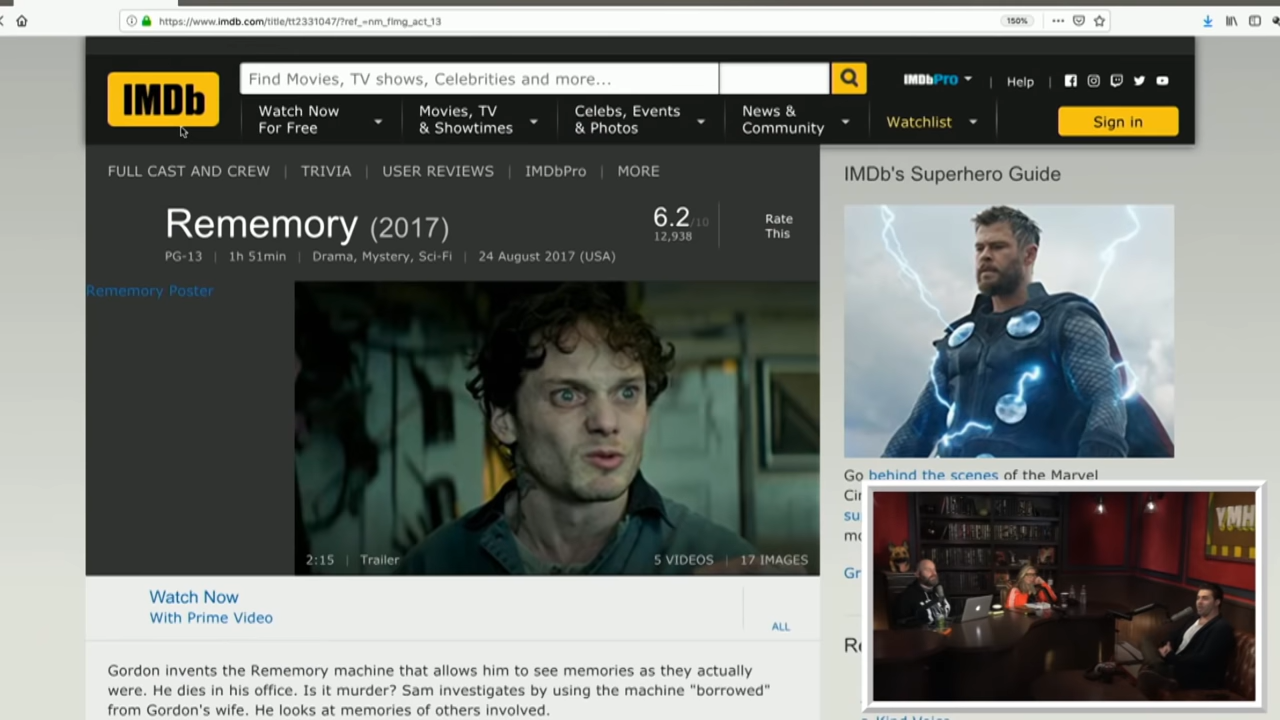 https://www.imdb.com/title/tt2331047/?ref_=nm_flmg_act_13
150%
IMDb
Find Movies, TV shows, Celebrities and more...
IMDbPro
Help
Watch Now
For Free
Movies, TV
& Showtimes
Celebs, Events
& Photos
News &
Community
Watchlist
Sign in
FULL CAST AND CREW | TRIVIA | USER REVIEWS | IMDbPro | MORE
Rememory (2017)
6.2/10
12,938
Rate
This
PG-13 | 1h 51min | Drama, Mystery, Sci-Fi | 24 August 2017 (USA)
Rememory Poster
2:15 | Trailer
5 VIDEOS | 17 IMAGES
Watch Now
With Prime Video
ALL
Gordon invents the Rememory machine that allows him to see memories as they actually
were. He dies in his office. Is it murder? Sam investigates by using the machine "borrowed"
from Gordon's wife. He looks at memories of others involved.
IMDb's Superhero Guide
Go behind the scenes of the Marvel
YMH